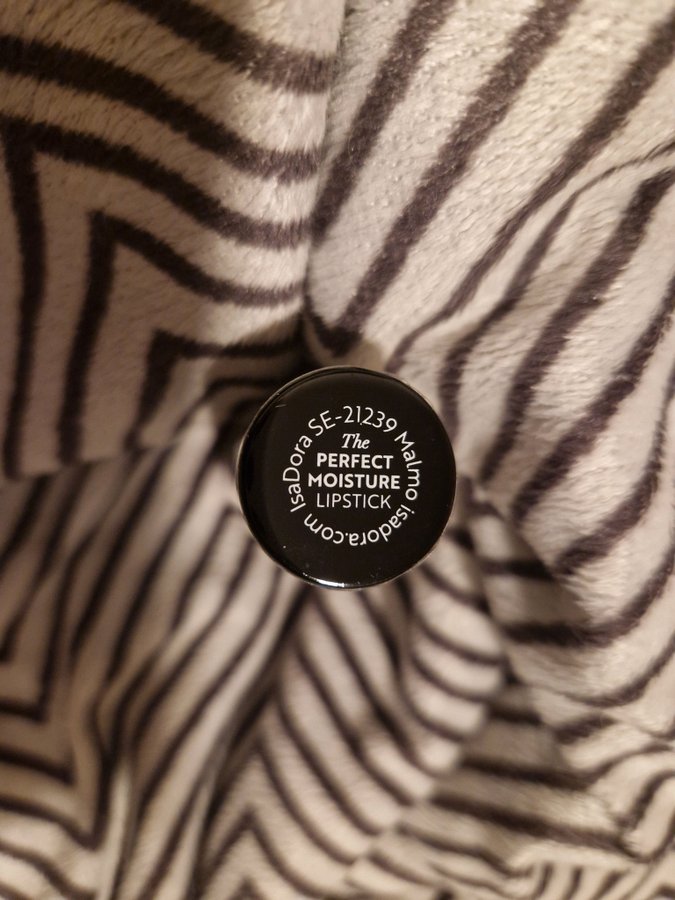 IsaDora SE-21239 Malmo isadora.com
The
PERFECT
MOISTURE
LIPSTICK